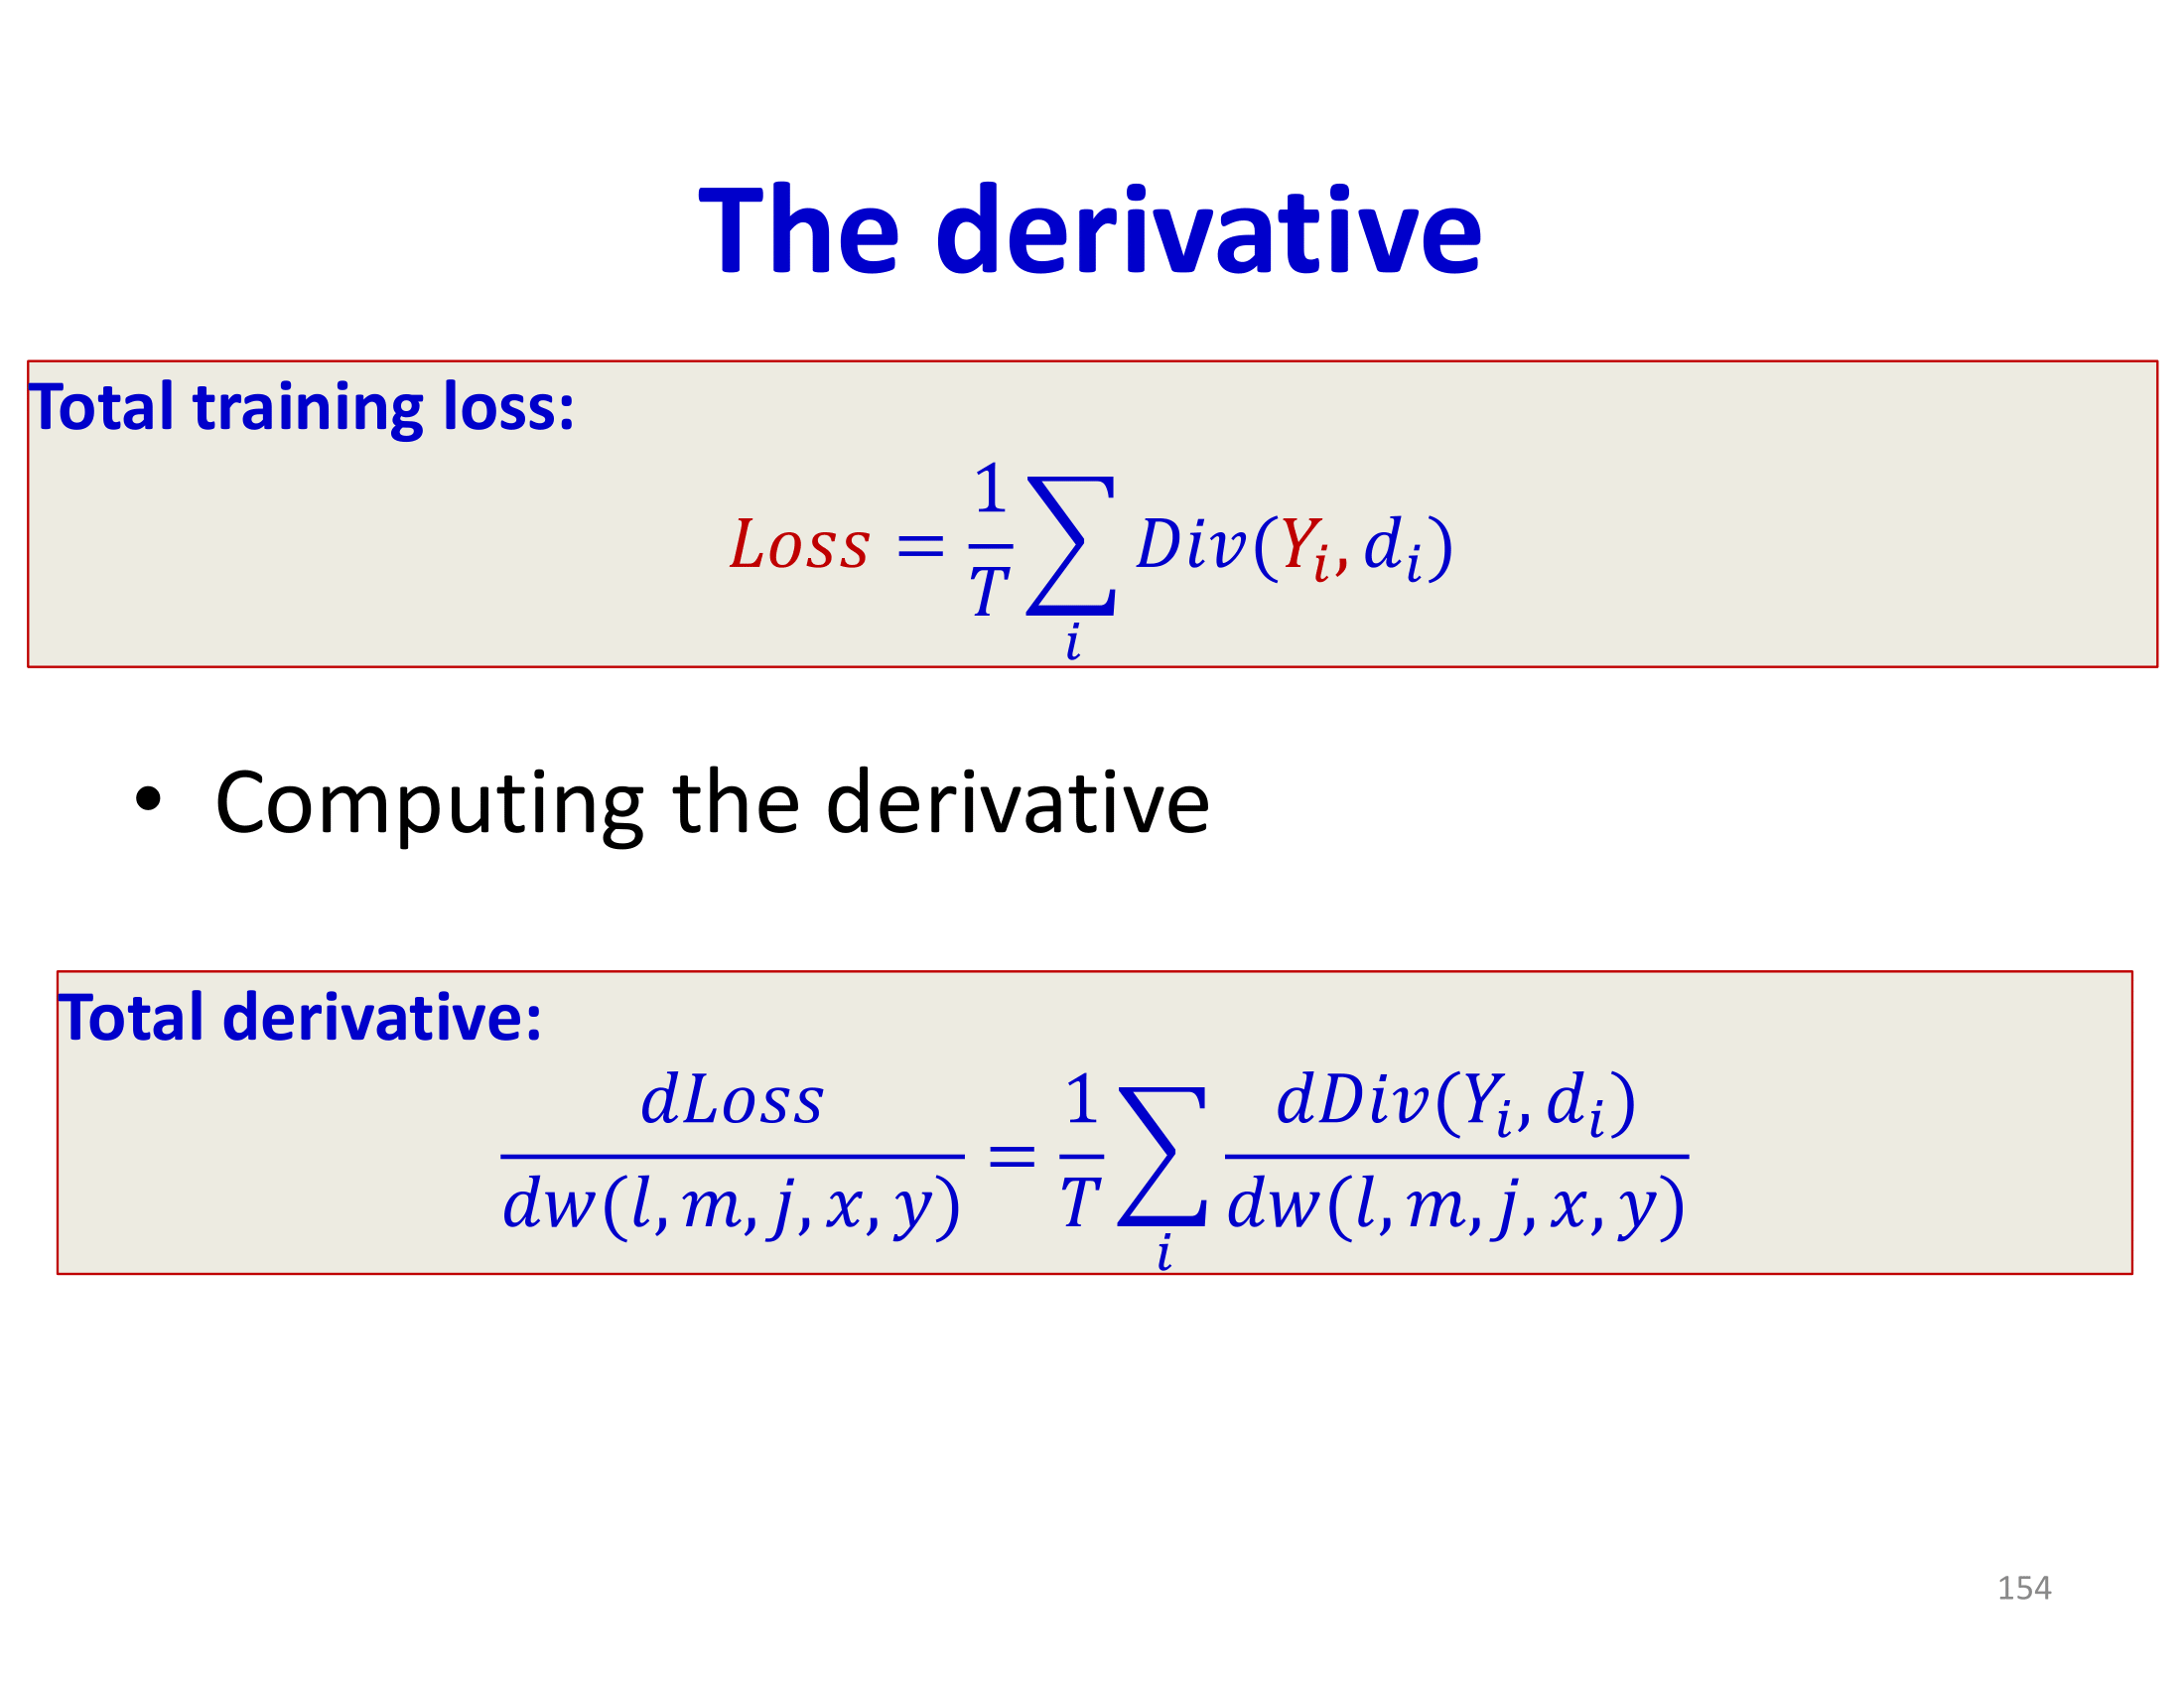 The derivative
Total training loss:
Loss = \frac{1}{T} \sum_i Div(Y_i, d_i)
• Computing the derivative
Total derivative:
\frac{dLoss}{dw(l, m, j, x, y)} = \frac{1}{T} \sum_i \frac{dDiv(Y_i, d_i)}{dw(l, m, j, x, y)}
154